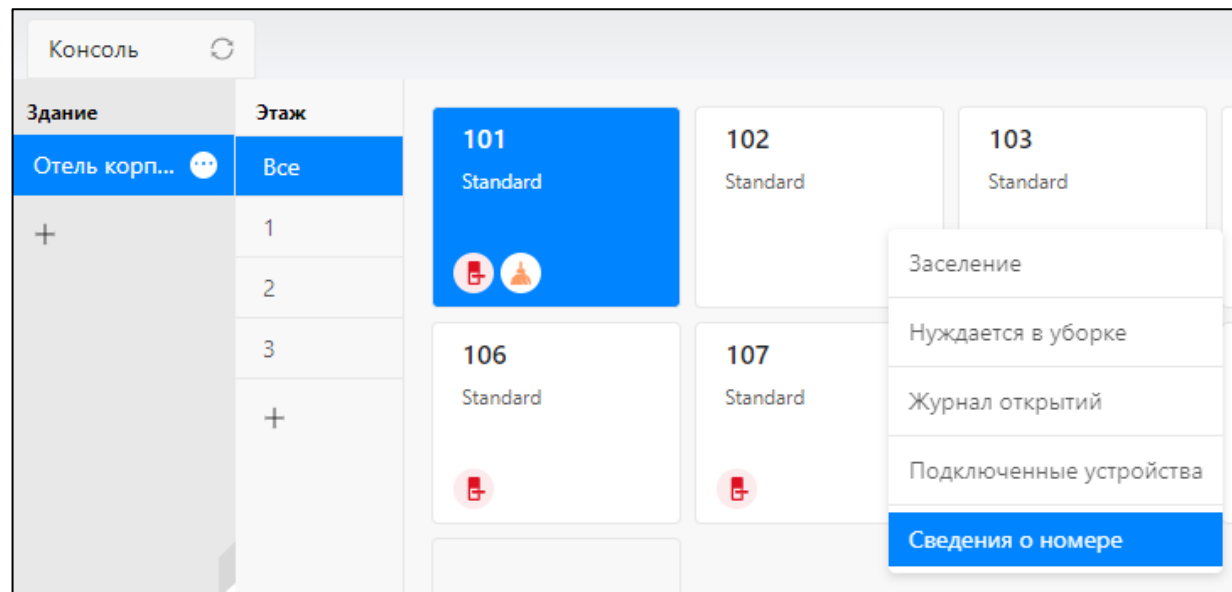 Консоль
Здание
Этаж
Отель корп...
Все
1
2
3
101
Standard
102
Standard
103
Standard
106
Standard
107
Standard
Заселение
Нуждается в уборке
Журнал открытий
Подключенные устройства
Сведения о номере